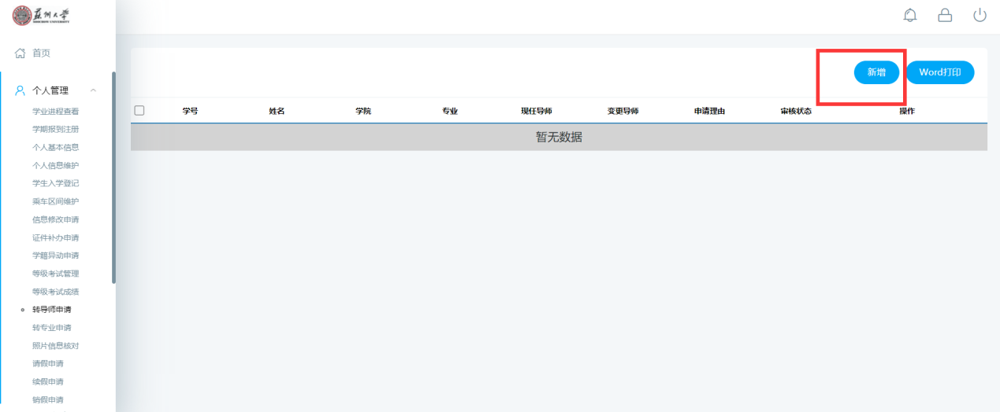 蘇州大學
SOOCHOW UNIVERSITY
首页
个人管理
学业进程查看
学期报到注册
个人基本信息
个人信息维护
学生入学登记
乘车区间维护
信息修改申请
证件补办申请
学籍异动申请
等级考试管理
等级考试成绩
转导师申请
转专业申请
照片信息核对
请假申请
续假申请
销假申请
新增 Word打印
学号 姓名 学院 专业 现任导师 变更导师 申请理由 审核状态 操作
暂无数据